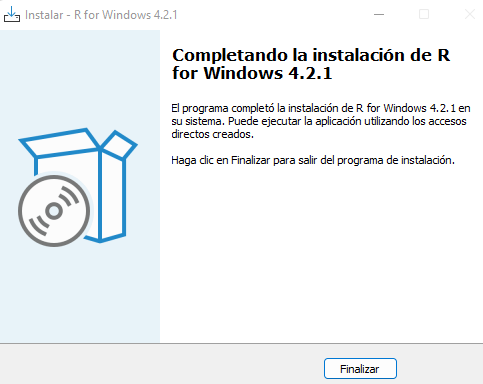 Instalar - R for Windows 4.2.1
Completando la instalación de R
for Windows 4.2.1
El programa completó la instalación de R for Windows 4.2.1 en
su sistema. Puede ejecutar la aplicación utilizando los accesos
directos creados.
Haga clic en Finalizar para salir del programa de instalación.
Finalizar